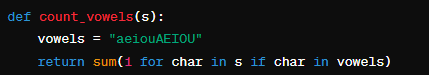 def count_vowels(s):
    vowels = "aeiouAEIOU"
    return sum(1 for char in s if char in vowels)